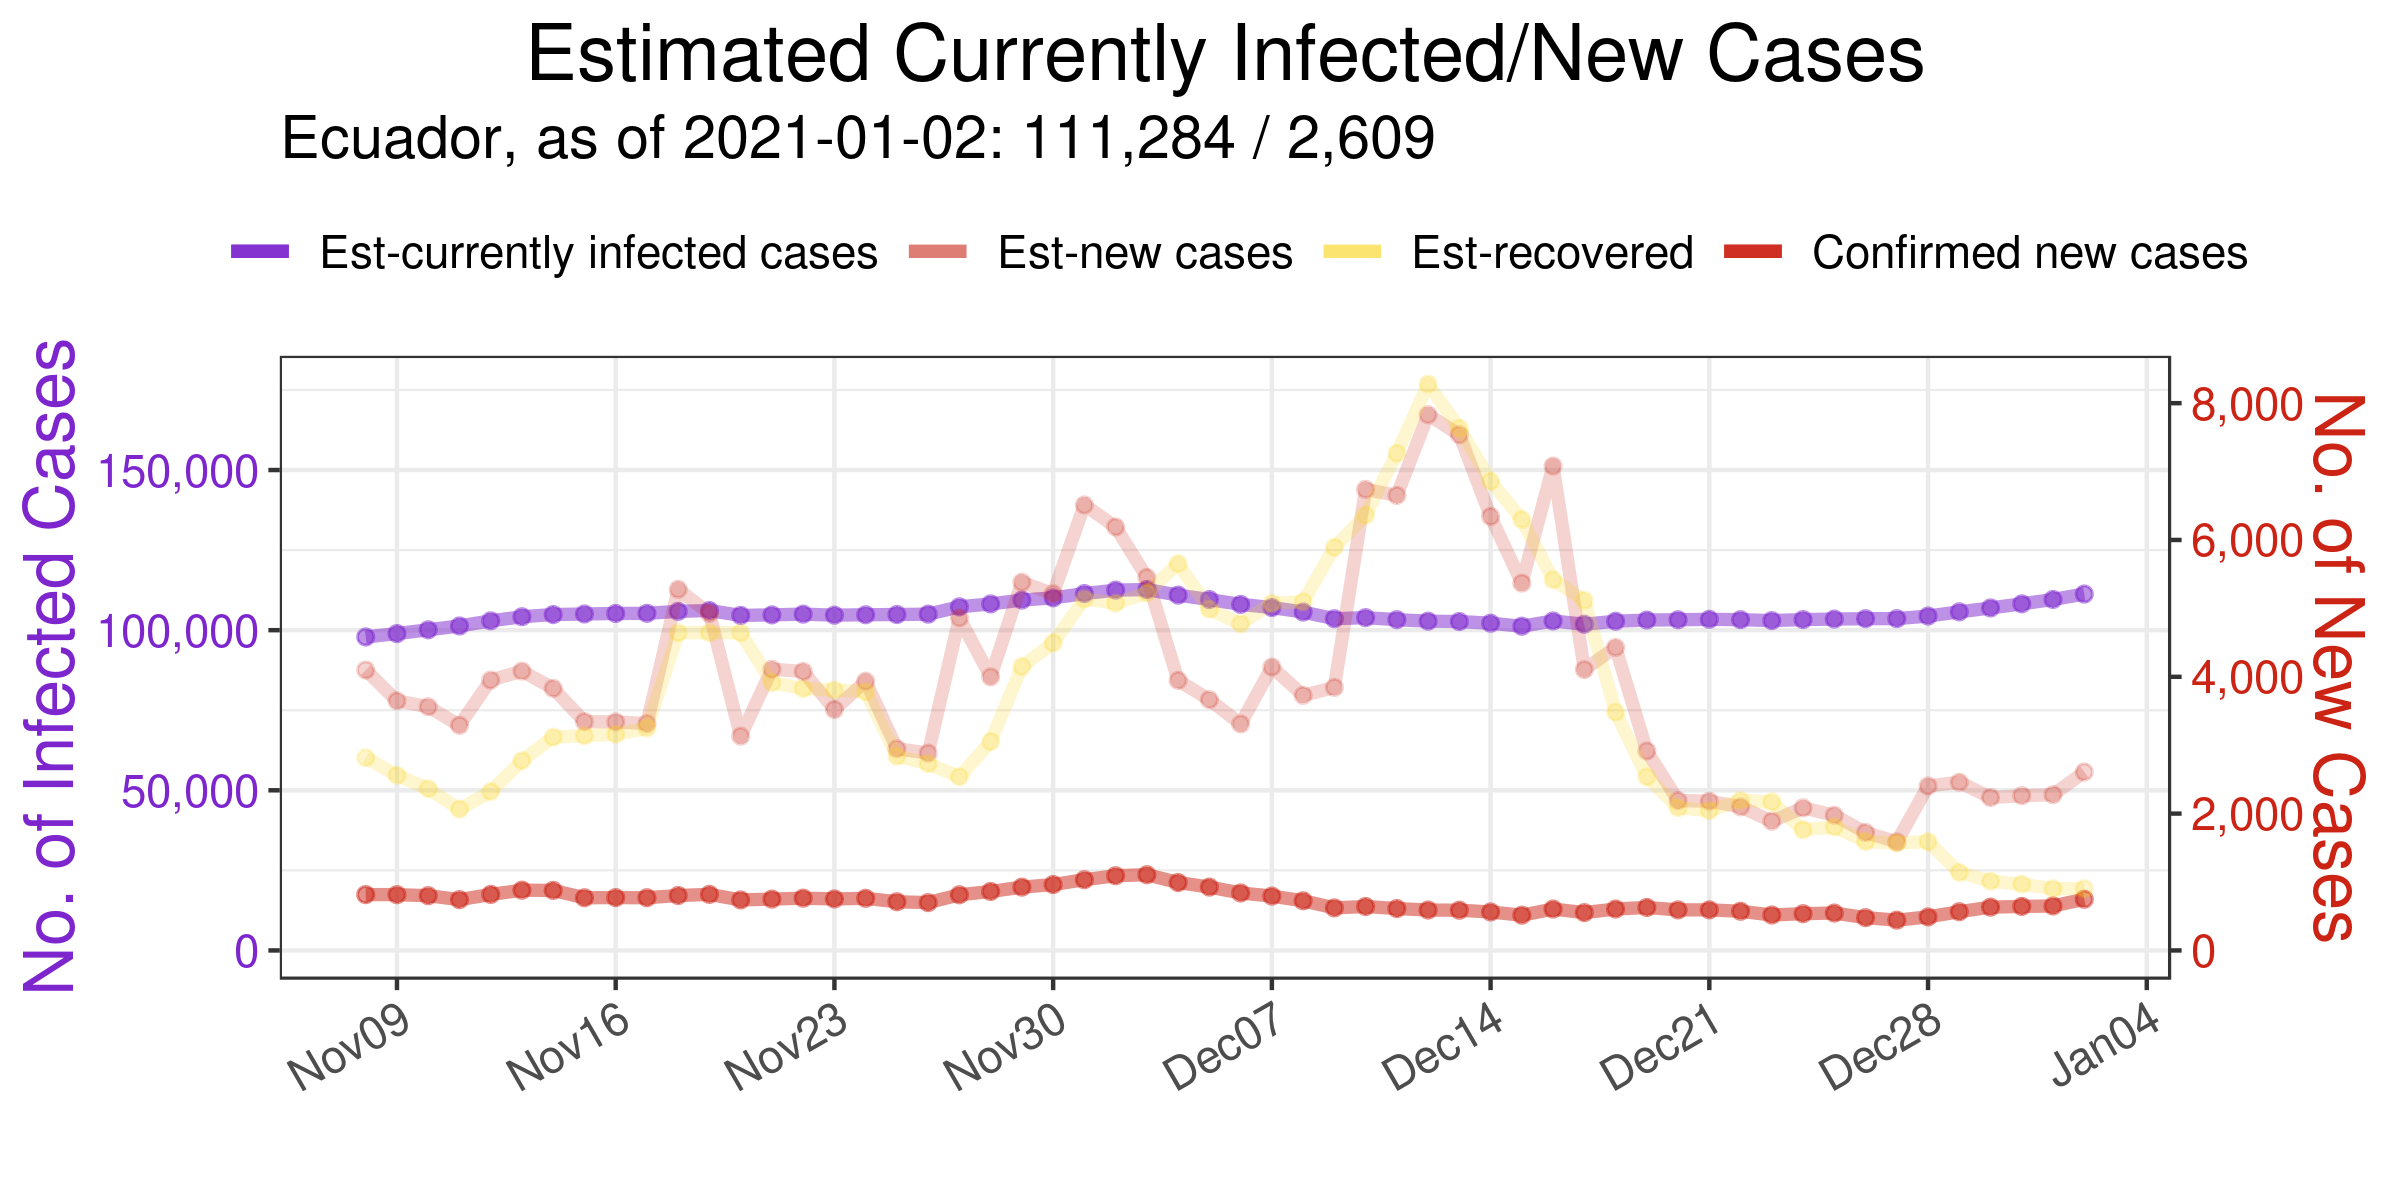 Estimated Currently Infected/New Cases
Ecuador, as of 2021-01-02: 111,284 / 2,609
Est-currently infected cases
Est-new cases
Est-recovered
Confirmed new cases
No. of Infected Cases
150,000
100,000
50,000
0
8,000
6,000
4,000
2,000
0
No. of New Cases
Nov09
Nov16
Nov23
Nov30
Dec07
Dec14
Dec21
Dec28
Jan04